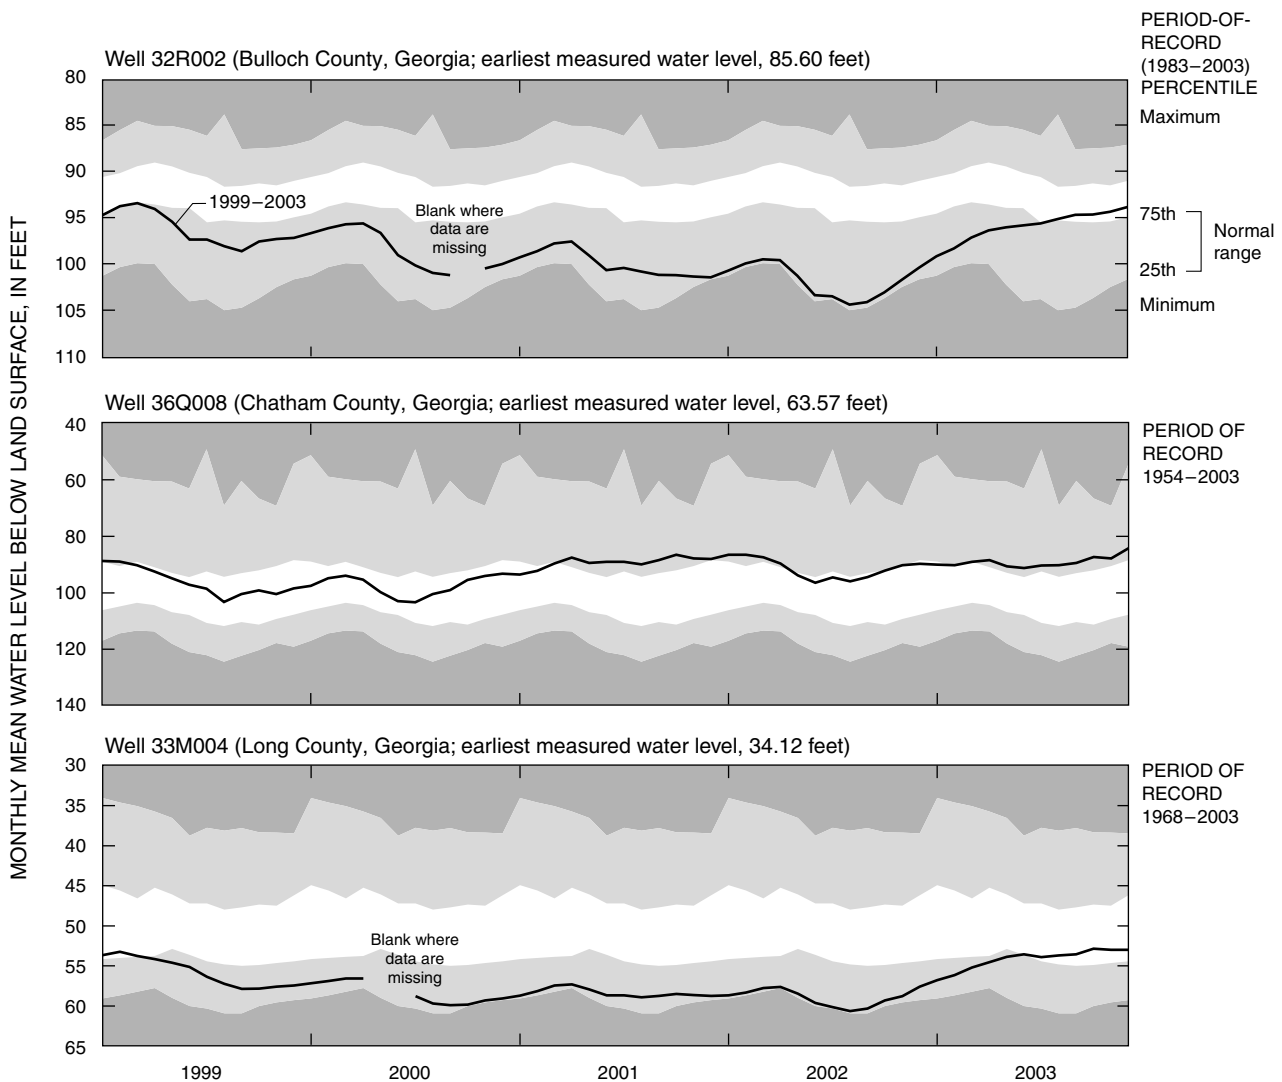 PERIOD-OF-
RECORD
(1983–2003)
PERCENTILE
Well 32R002 (Bulloch County, Georgia; earliest measured water level, 85.60 feet)
80
85
90
95
100
105
110
1999–2003
Blank where
data are
missing
Maximum
75th
25th
Normal
range
Minimum
MONTHLY MEAN WATER LEVEL BELOW LAND SURFACE, IN FEET
Well 36Q008 (Chatham County, Georgia; earliest measured water level, 63.57 feet)
40
60
80
100
120
140
PERIOD OF
RECORD
1954–2003
Well 33M004 (Long County, Georgia; earliest measured water level, 34.12 feet)
30
35
40
45
50
55
60
65
Blank where
data are
missing
PERIOD OF
RECORD
1968–2003
1999 2000 2001 2002 2003